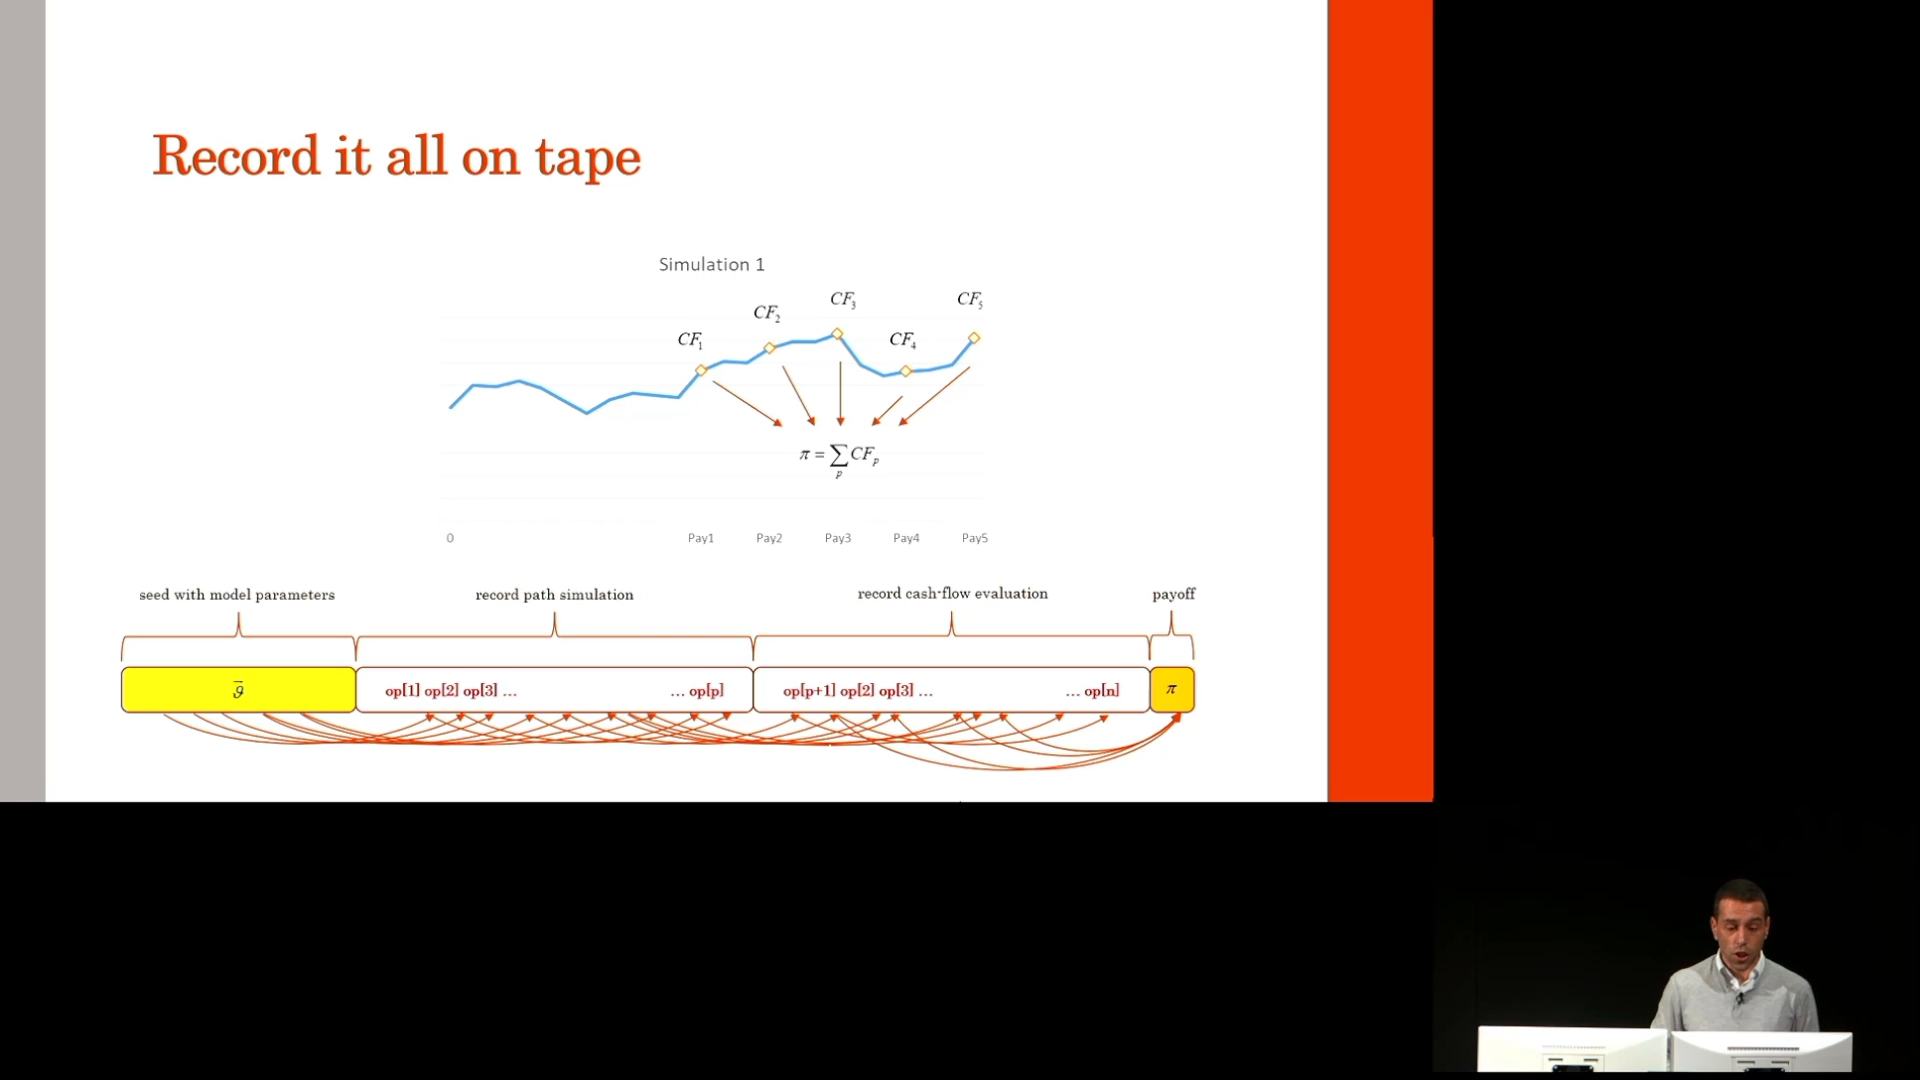 Record it all on tape
Simulation 1
CF₁
CF₂
CF₃
CF₄
CF₅
π = ∑ₚ CFₚ
0 Pay1 Pay2 Pay3 Pay4 Pay5
seed with model parameters record path simulation record cash-flow evaluation payoff
ϑ̄ op[1] op[2] op[3] ... ... op[p] op[p+1] op[2] op[3] ... ... op[n] π